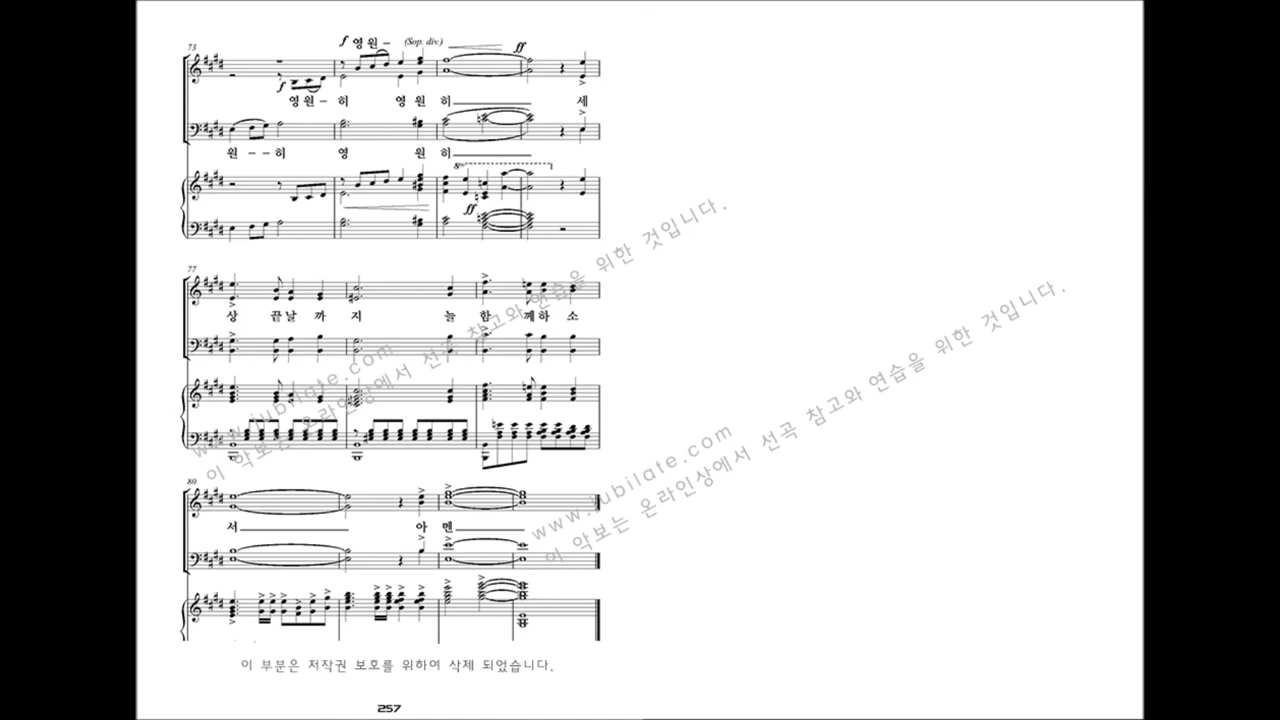 73
f 영원– (Sop. div.) ff
f
영원–히 영원히 세
원--히 영 원히
8va
ff
77
상 끝날 까 지 늘 함 께하 소
80
서 아 멘
www.jubilate.com
이 악보는 온라인상에서 선곡 참고와 연습을 위한 것입니다.
www.jubilate.com
이 악보는 온라인상에서 선곡 참고와 연습을 위한 것입니다.
이 부분은 저작권 보호를 위하여 삭제 되었습니다.
257